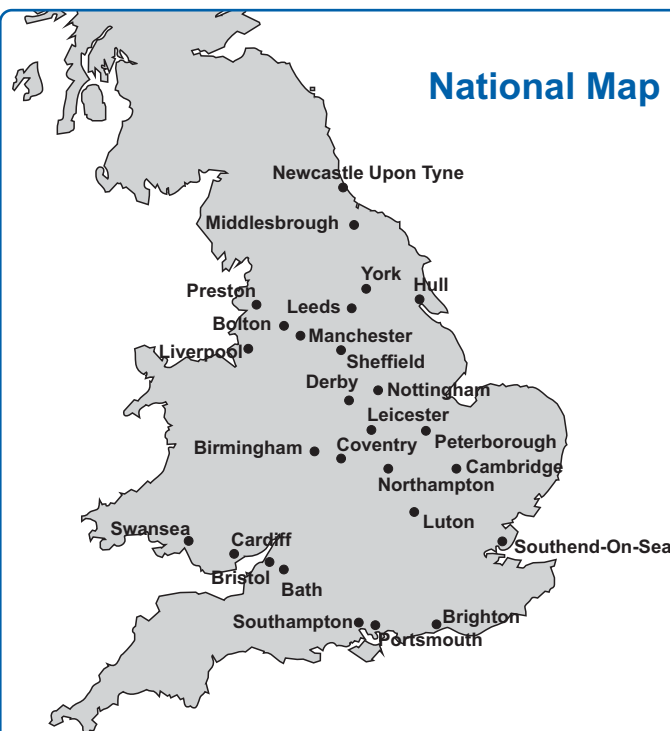 National Map
Newcastle Upon Tyne
Middlesbrough
York
Hull
Preston
Leeds
Bolton
Manchester
Liverpool
Sheffield
Derby
Nottingham
Leicester
Peterborough
Birmingham
Coventry
Cambridge
Northampton
Luton
Swansea
Cardiff
Southend-On-Sea
Bristol
Bath
Southampton
Brighton
Portsmouth